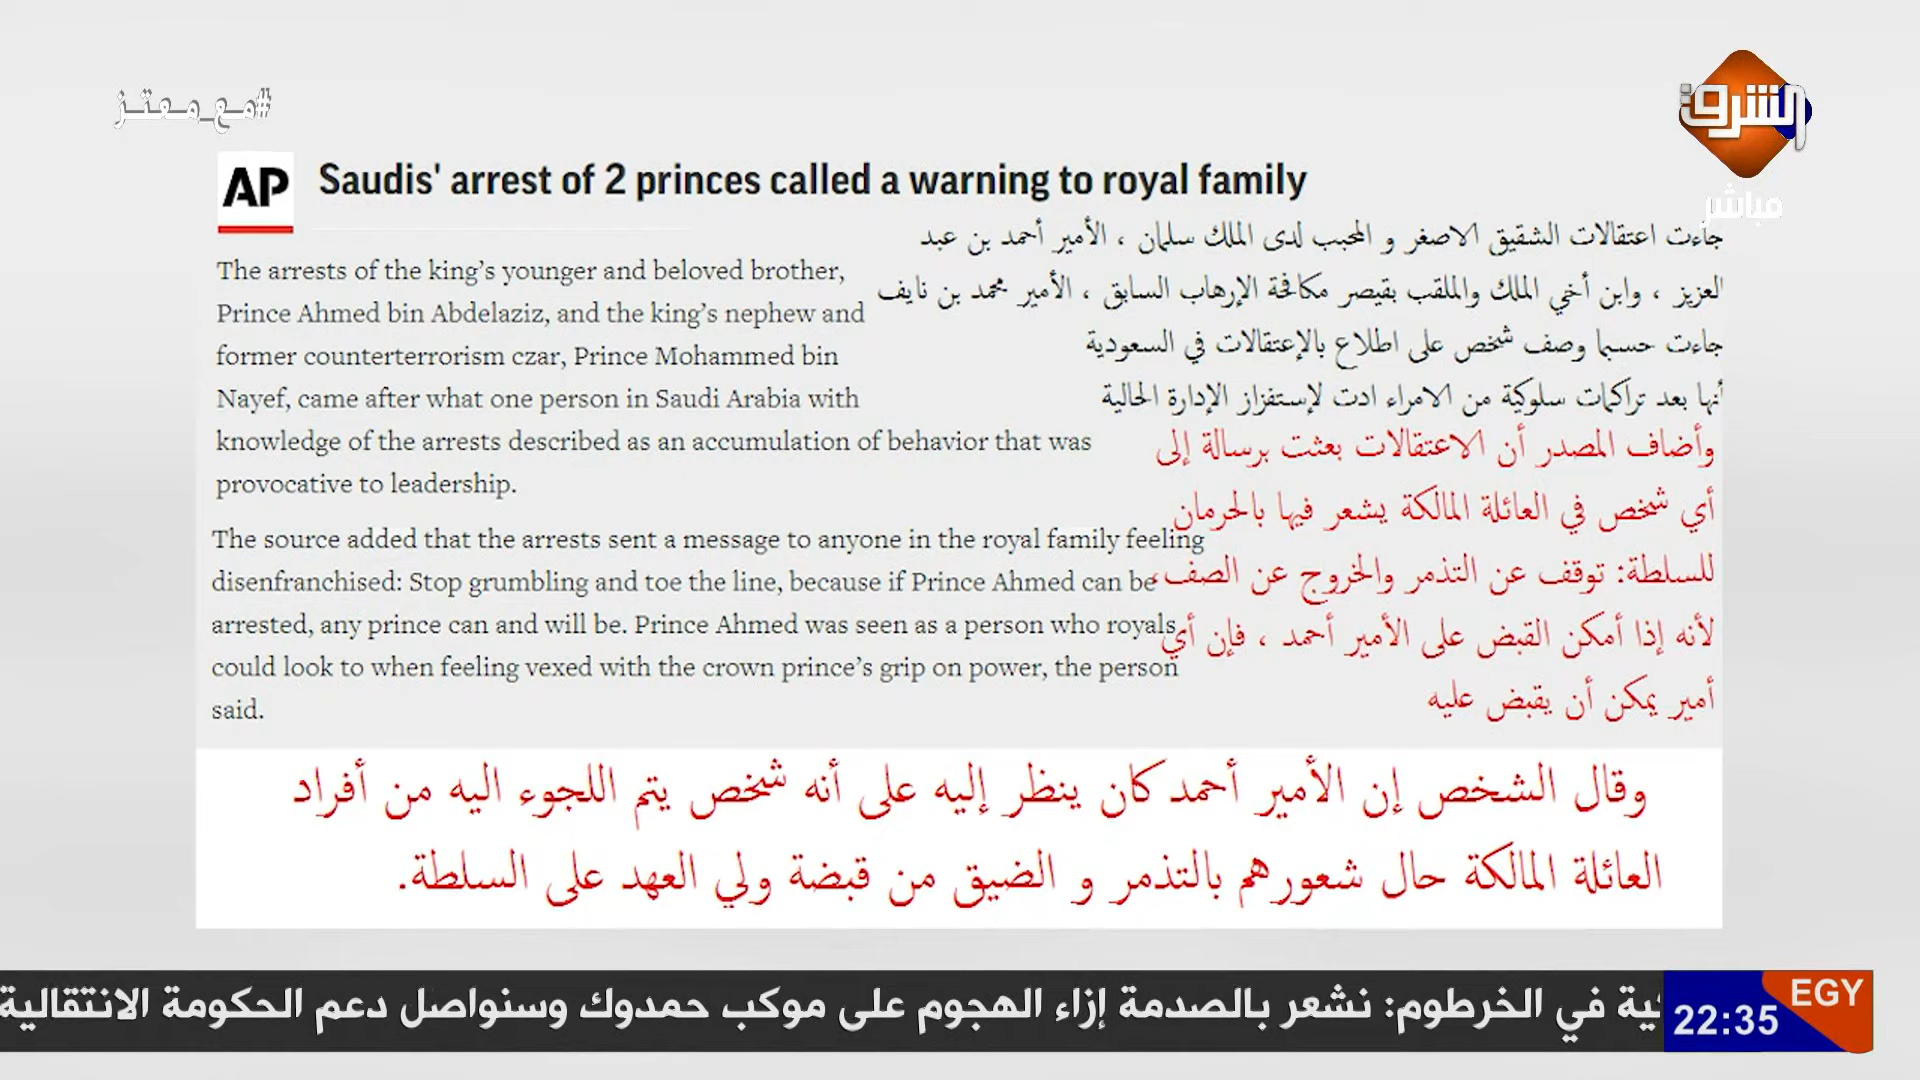 #مـع_معتـز
الشرق
مباشر
AP
Saudis' arrest of 2 princes called a warning to royal family
The arrests of the king's younger and beloved brother,
Prince Ahmed bin Abdelaziz, and the king's nephew and
former counterterrorism czar, Prince Mohammed bin
Nayef, came after what one person in Saudi Arabia with
knowledge of the arrests described as an accumulation of behavior that was
provocative to leadership.
جاءت اعتقالات الشقيق الاصغر و المحبب لدى الملك سلمان ، الأمير أحمد بن عبد
العزيز ، وابن أخي الملك والملقب بقيصر مكافحة الإرهاب السابق ، الأمير محمد بن نايف
جاءت حسبما وصف شخص على اطلاع بالإعتقالات في السعودية
أنها بعد تراكمات سلوكية من الامراء ادت لإستفزاز الإدارة الحالية
The source added that the arrests sent a message to anyone in the royal family feeling
disenfranchised: Stop grumbling and toe the line, because if Prince Ahmed can be
arrested, any prince can and will be. Prince Ahmed was seen as a person who royals
could look to when feeling vexed with the crown prince's grip on power, the person
said.
وأضاف المصدر أن الاعتقالات بعثت برسالة إلى
أي شخص في العائلة المالكة يشعر فيها بالحرمان
للسلطة: توقف عن التذمر والخروج عن الصف،
لأنه إذا أمكن القبض على الأمير أحمد ، فإن أي
أمير يمكن أن يقبض عليه
وقال الشخص إن الأمير أحمد كان ينظر إليه على أنه شخص يتم اللجوء اليه من أفراد
العائلة المالكة حال شعورهم بالتذمر و الضيق من قبضة ولي العهد على السلطة.
في الخرطوم: نشعر بالصدمة إزاء الهجوم على موكب حمدوك وسنواصل دعم الحكومة الانتقالية
EGY
22:35